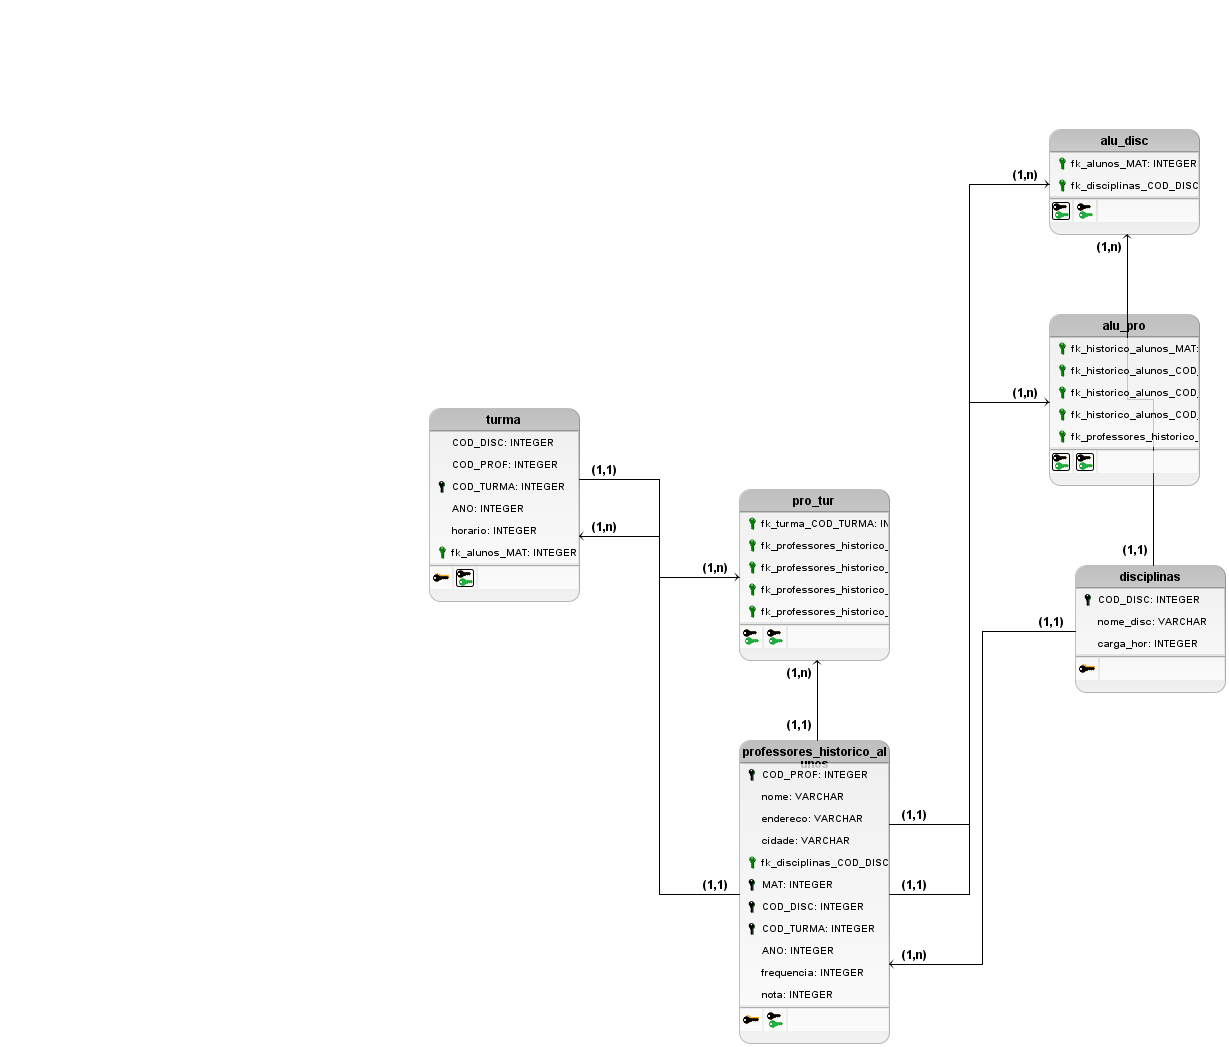 alu_disc
fk_alunos_MAT: INTEGER
fk_disciplinas_COD_DISC
(1,n)
(1,n)
alu_pro
fk_historico_alunos_MAT:
fk_historico_alunos_COD_
fk_historico_alunos_COD_
fk_historico_alunos_COD_
fk_professores_historico_
(1,n)
turma
COD_DISC: INTEGER
COD_PROF: INTEGER
COD_TURMA: INTEGER
ANO: INTEGER
horario: INTEGER
fk_alunos_MAT: INTEGER
(1,1)
(1,n)
pro_tur
fk_turma_COD_TURMA: IN
fk_professores_historico_
fk_professores_historico_
fk_professores_historico_
fk_professores_historico_
(1,n)
(1,n)
(1,1)
(1,1)
disciplinas
COD_DISC: INTEGER
nome_disc: VARCHAR
carga_hor: INTEGER
(1,1)
professores_historico_al
unos
COD_PROF: INTEGER
nome: VARCHAR
endereco: VARCHAR
cidade: VARCHAR
fk_disciplinas_COD_DISC
MAT: INTEGER
COD_DISC: INTEGER
COD_TURMA: INTEGER
ANO: INTEGER
frequencia: INTEGER
nota: INTEGER
(1,1)
(1,1)
(1,1)
(1,n)